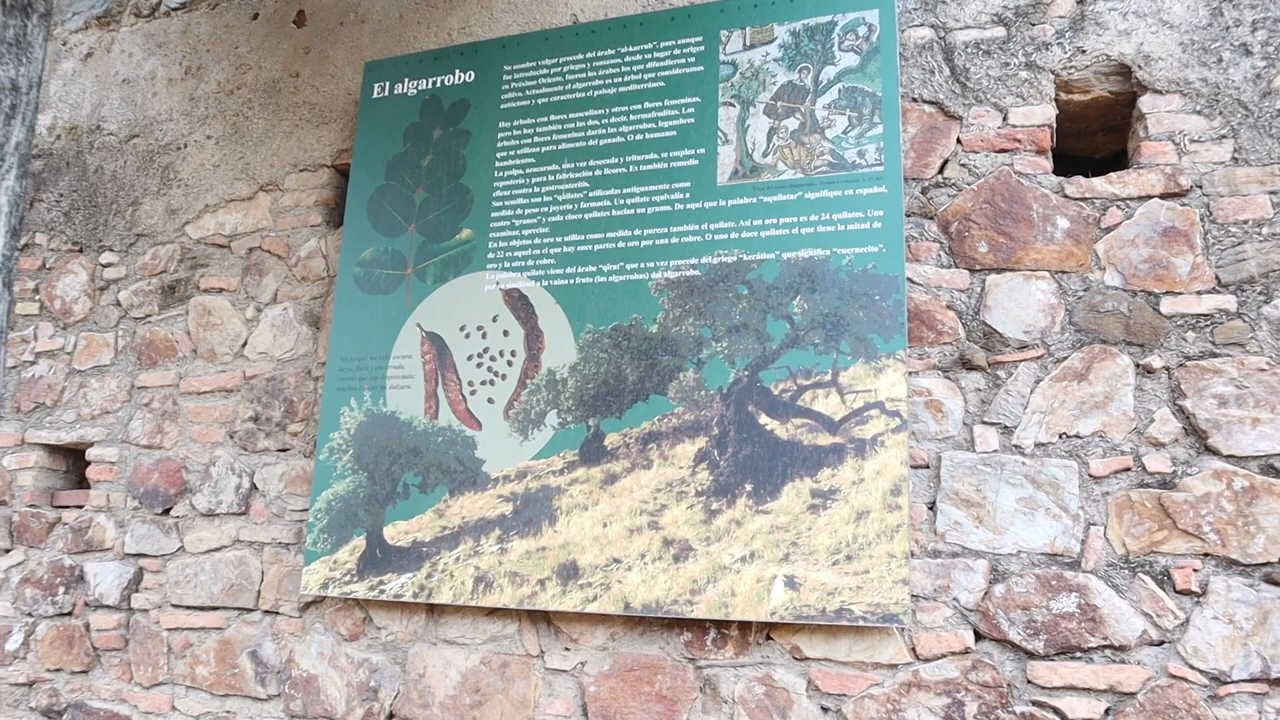 El algarrobo
Su nombre vulgar procede del árabe "al-karrub", pues aunque
fue introducido por griegos y romanos, desde su lugar de origen
en Próximo Oriente, fueron los árabes los que difundieron su
cultivo. Actualmente el algarrobo es un árbol que consideramos
autóctono y que caracteriza el paisaje mediterráneo.
Hay árboles con flores masculinas y otros con flores femeninas,
pero los hay también con las dos, es decir, hermafroditas. Los
árboles con flores femeninas darán las algarrobas, legumbres
que se utilizan para alimento del ganado. O de humanos
hambrientos.
La pulpa, azucarada, una vez desecada y triturada, se emplea en
repostería y para la fabricación de licores. Es también remedio
eficaz contra la gastroenteritis.
Sus semillas son los "quilates" utilizadas antiguamente como
medida de peso en joyería y farmacia. Un quilate equivalía a
cuatro "granos" y cada cinco quilates hacían un gramo. De aquí que la palabra "aquilatar" signifique en español,
examinar, apreciar.
En los objetos de oro se utiliza como medida de pureza también el quilate. Así un oro puro es de 24 quilates. Uno
de 22 es aquel en el que hay once partes de oro por una de cobre. O uno de doce quilates el que tiene la mitad de
oro y la otra de cobre.
La palabra quilate viene del árabe "qirat" que a su vez procede del griego "kerátion" que significa "cuernecito",
por su similitud a la vaina o fruto (las algarrobas) del algarrobo.